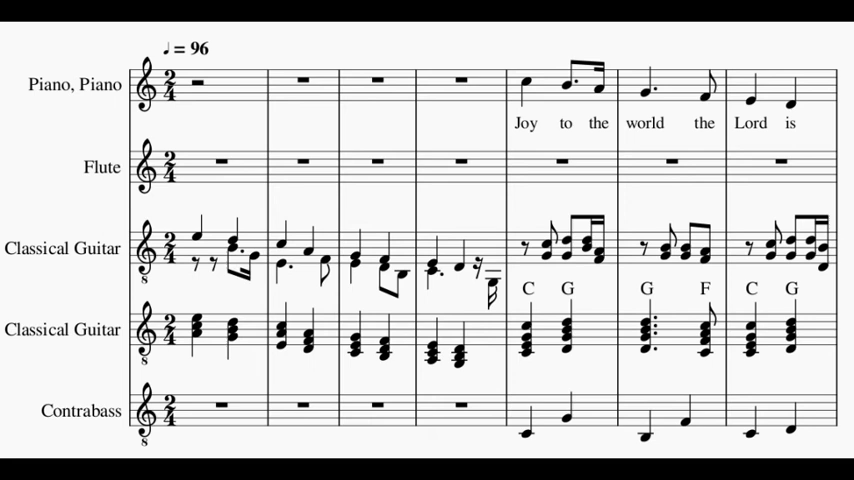 ♩ = 96
Piano, Piano
Joy to the world the Lord is
Flute
Classical Guitar
C G G F C G
Classical Guitar
Contrabass